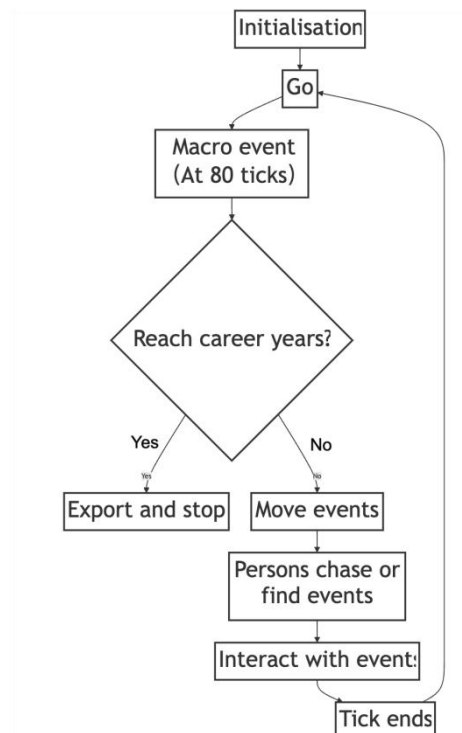 Initialisation
Go
Macro event
(At 80 ticks)
Reach career years?
Yes
No
Yes
No
Export and stop
Move events
Persons chase or
find events
Interact with events
Tick ends